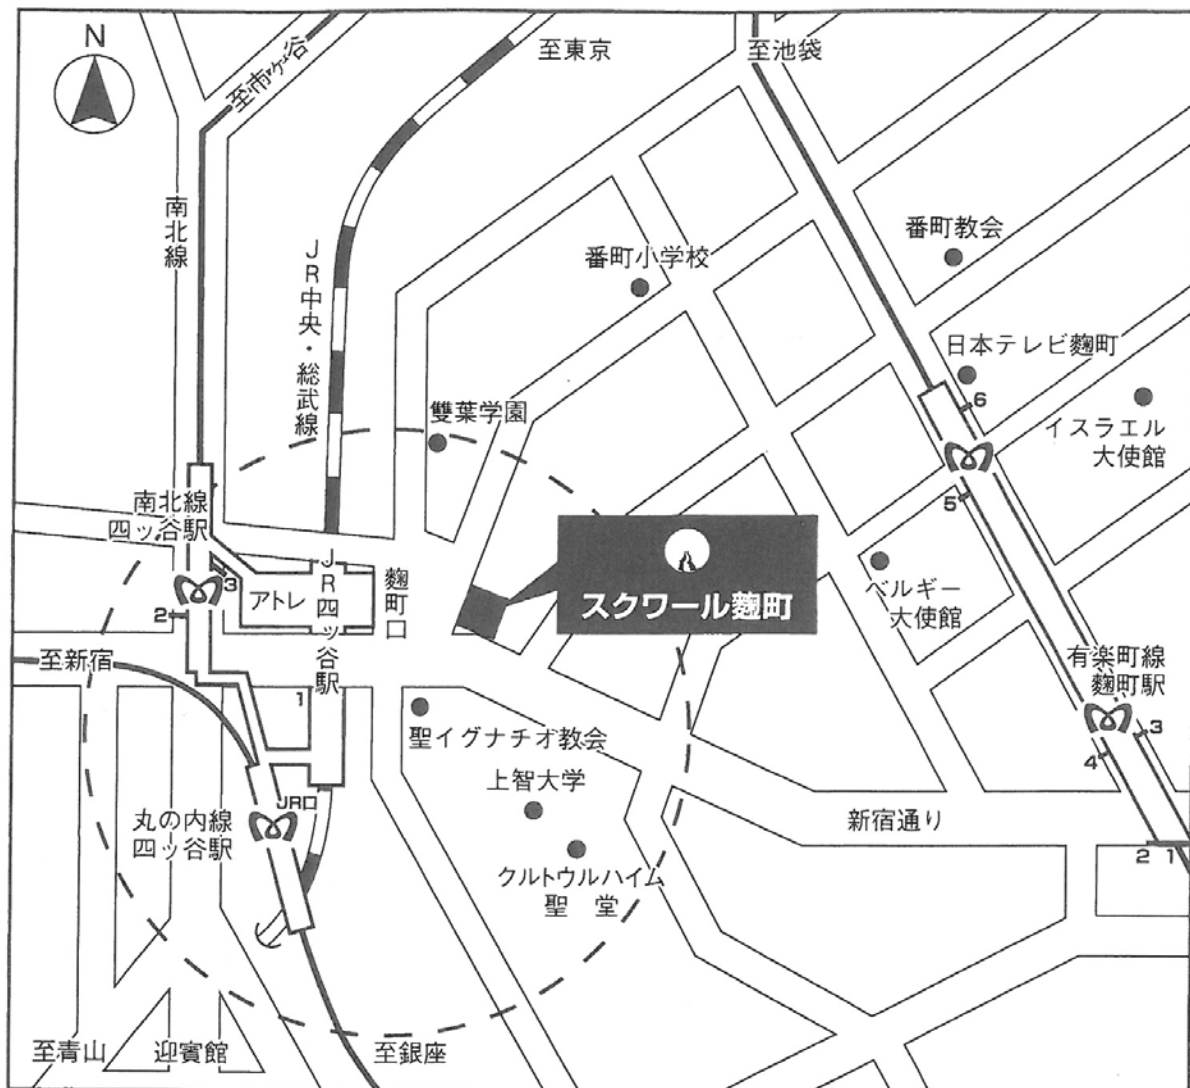 N
至市ヶ谷
至東京
至池袋
南北線
JR中央・総武線
番町小学校
番町教会
日本テレビ麴町
6
イスラエル
大使館
5
雙葉学園
南北線
四ッ谷駅
3
アトレ
2
JR四ッ谷駅
麴町口
スクワール麴町
ベルギー
大使館
有楽町線
麴町駅
3
4
至新宿
1
聖イグナチオ教会
上智大学
クルトゥルハイム
聖 堂
新宿通り
2
1
JR口
丸の内線
四ッ谷駅
至青山
迎賓館
至銀座